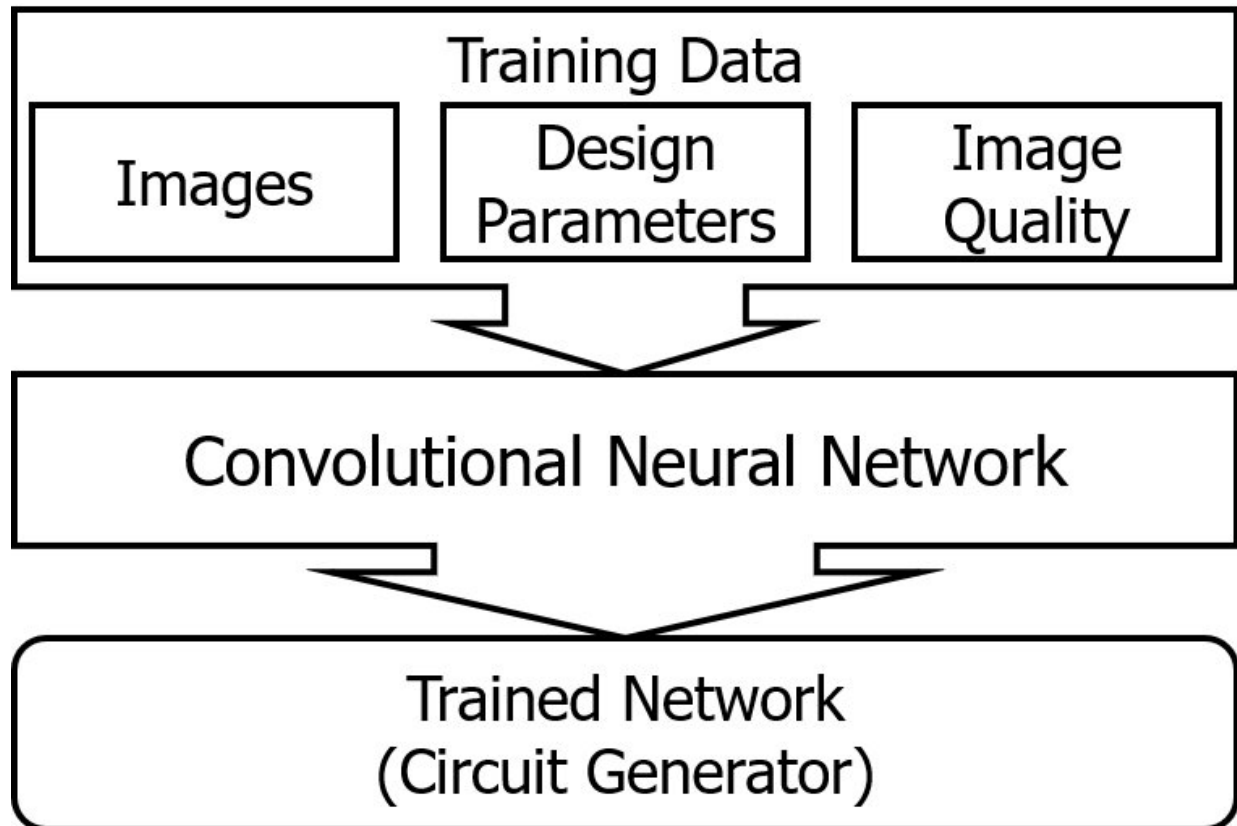 Training Data
Images
Design
Parameters
Image
Quality
Convolutional Neural Network
Trained Network
(Circuit Generator)